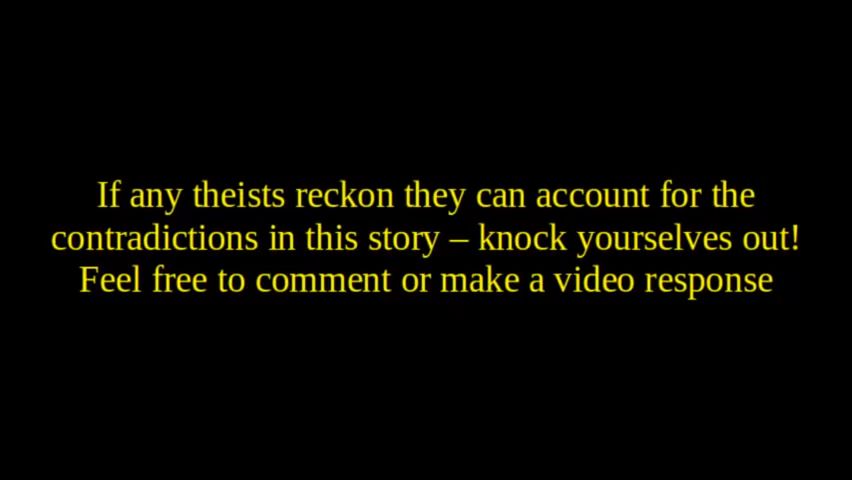 If any theists reckon they can account for the
contradictions in this story – knock yourselves out!
Feel free to comment or make a video response